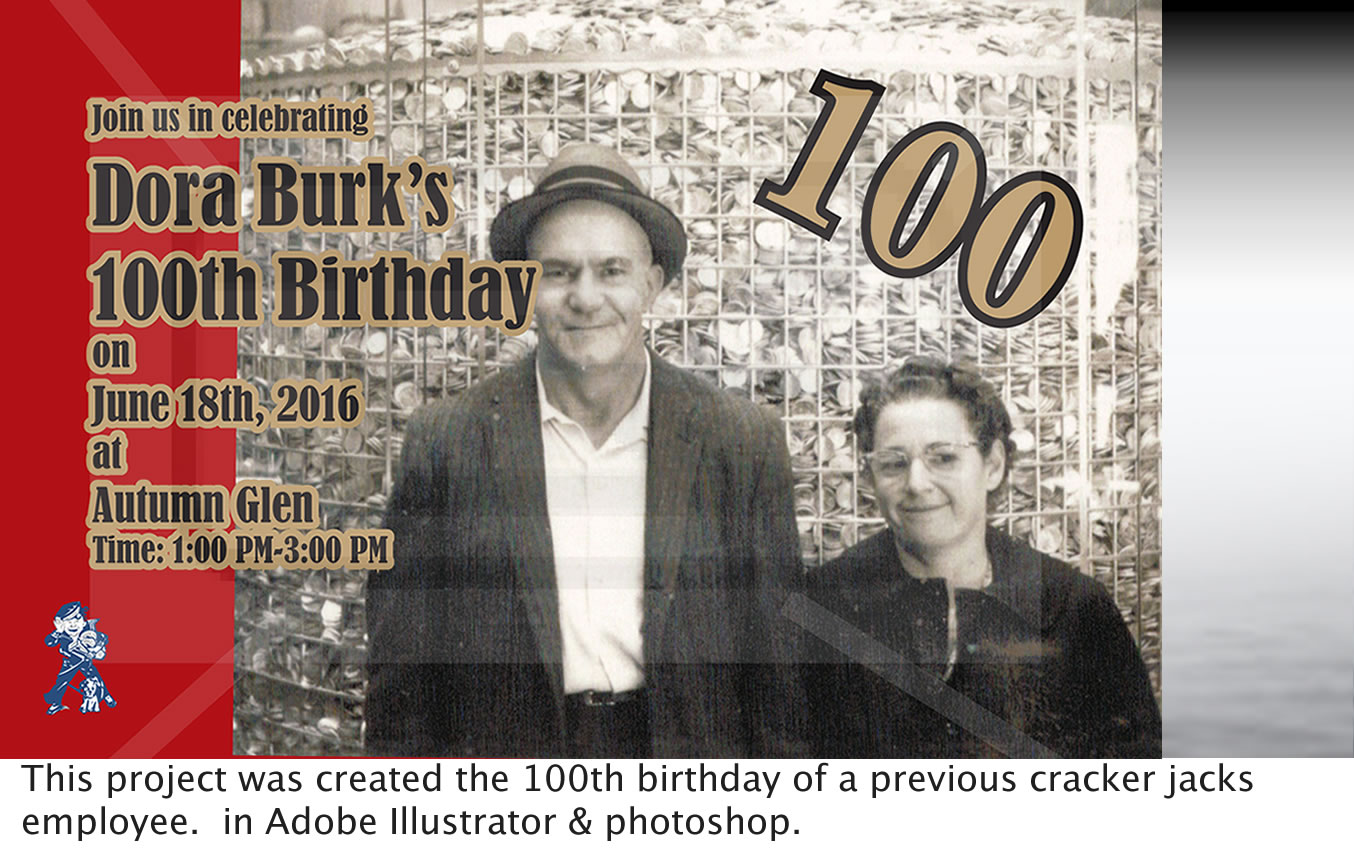 Join us in celebrating
Dora Burk's
100th Birthday
on
June 18th, 2016
at
Autumn Glen
Time: 1:00 PM-3:00 PM
100
This project was created the 100th birthday of a previous cracker jacks
employee.  in Adobe Illustrator & photoshop.